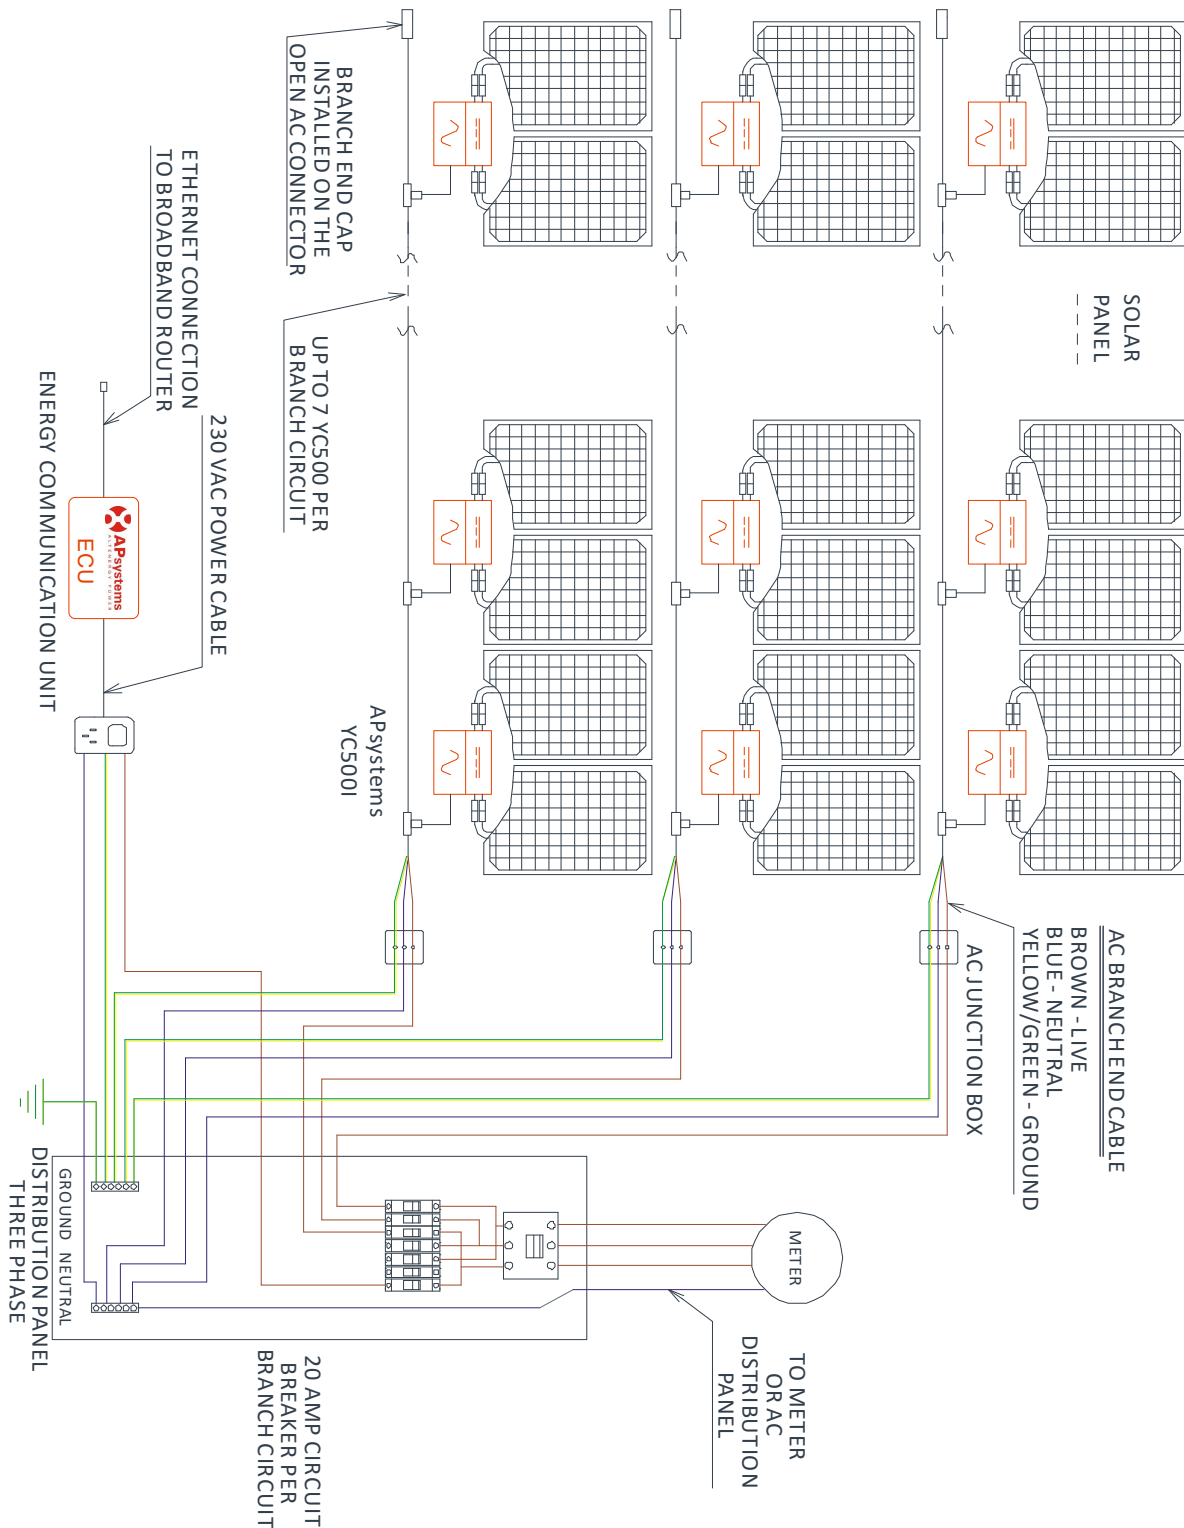 SOLAR
PANEL
AC BRANCH END CABLE
BROWN - LIVE
BLUE - NEUTRAL
YELLOW/GREEN - GROUND
AC JUNCTION BOX
BRANCH END CAP
INSTALLED ON THE
OPEN AC CONNECTOR
UP TO 7 YC500 PER
BRANCH CIRCUIT
APsystems
YC500I
ETHERNET CONNECTION
TO BROADBAND ROUTER
230 VAC POWER CABLE
APsystems
ALTENERGY POWER
ECU
ENERGY COMMUNICATION UNIT
METER
TO METER
OR AC
DISTRIBUTION
PANEL
GROUND NEUTRAL
DISTRIBUTION PANEL
THREE PHASE
20 AMP CIRCUIT
BREAKER PER
BRANCH CIRCUIT